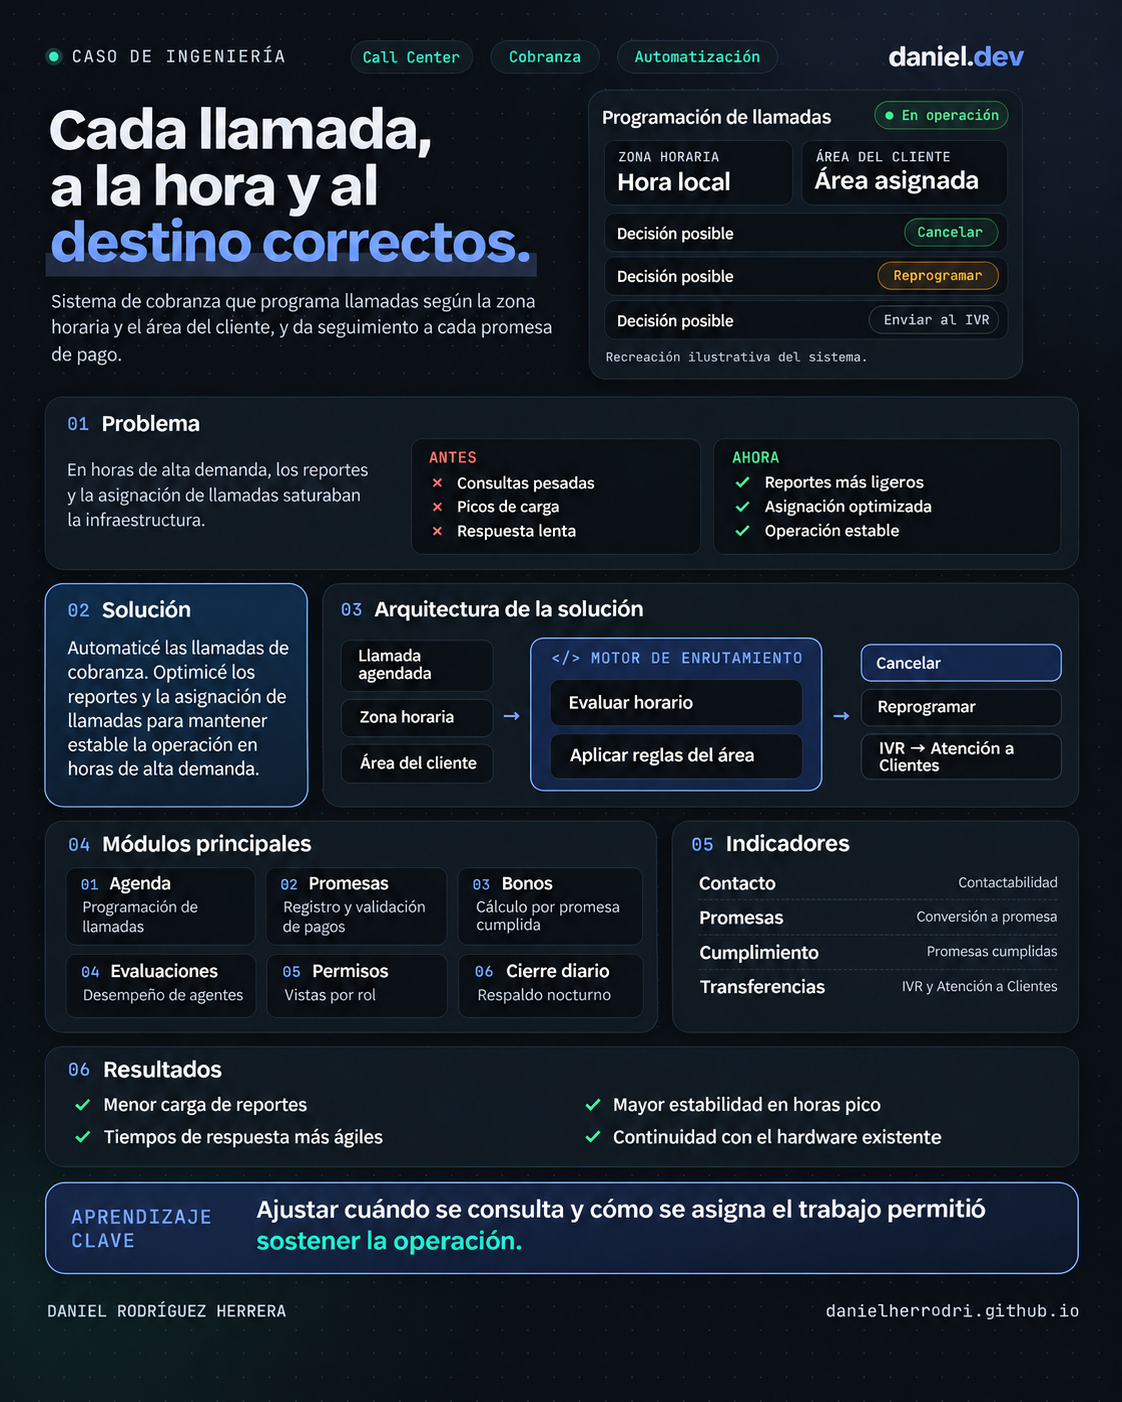 CASO DE INGENIERÍA
Call Center
Cobranza
Automatización
daniel.dev
Cada llamada,
a la hora y al
destino correctos.
Sistema de cobranza que programa llamadas según la zona
horaria y el área del cliente, y da seguimiento a cada promesa
de pago.
Programación de llamadas
En operación
ZONA HORARIA
Hora local
ÁREA DEL CLIENTE
Área asignada
Decisión posible
Cancelar
Decisión posible
Reprogramar
Decisión posible
Enviar al IVR
Recreación ilustrativa del sistema.
01 Problema
En horas de alta demanda, los reportes
y la asignación de llamadas saturaban
la infraestructura.
ANTES
× Consultas pesadas
× Picos de carga
× Respuesta lenta
AHORA
✓ Reportes más ligeros
✓ Asignación optimizada
✓ Operación estable
02 Solución
Automaticé las llamadas de
cobranza. Optimicé los
reportes y la asignación de
llamadas para mantener
estable la operación en
horas de alta demanda.
03 Arquitectura de la solución
Llamada
agendada
Zona horaria
Área del cliente
→
</> MOTOR DE ENRUTAMIENTO
Evaluar horario
Aplicar reglas del área
→
Cancelar
Reprogramar
IVR → Atención a
Clientes
04 Módulos principales
01 Agenda
Programación de
llamadas
02 Promesas
Registro y validación
de pagos
03 Bonos
Cálculo por promesa
cumplida
04 Evaluaciones
Desempeño de agentes
05 Permisos
Vistas por rol
06 Cierre diario
Respaldo nocturno
05 Indicadores
Contacto Contactabilidad
Promesas Conversión a promesa
Cumplimiento Promesas cumplidas
Transferencias IVR y Atención a Clientes
06 Resultados
✓ Menor carga de reportes
✓ Tiempos de respuesta más ágiles
✓ Mayor estabilidad en horas pico
✓ Continuidad con el hardware existente
APRENDIZAJE
CLAVE
Ajustar cuándo se consulta y cómo se asigna el trabajo permitió
sostener la operación.
DANIEL RODRÍGUEZ HERRERA
danielherrodri.github.io